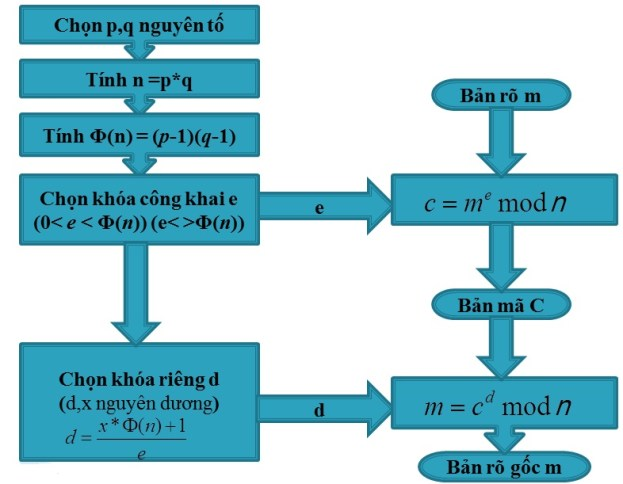 Chọn p,q nguyên tố
Tính n =p*q
Tính Φ(n) = (p-1)(q-1)
Chọn khóa công khai e
(0< e < Φ(n)) (e< >Φ(n))
e
Chọn khóa riêng d
(d,x nguyên dương)
d = \frac{x * Φ(n) + 1}{e}
d
Bản rõ m
c = m^e mod n
Bản mã C
m = c^d mod n
Bản rõ gốc m